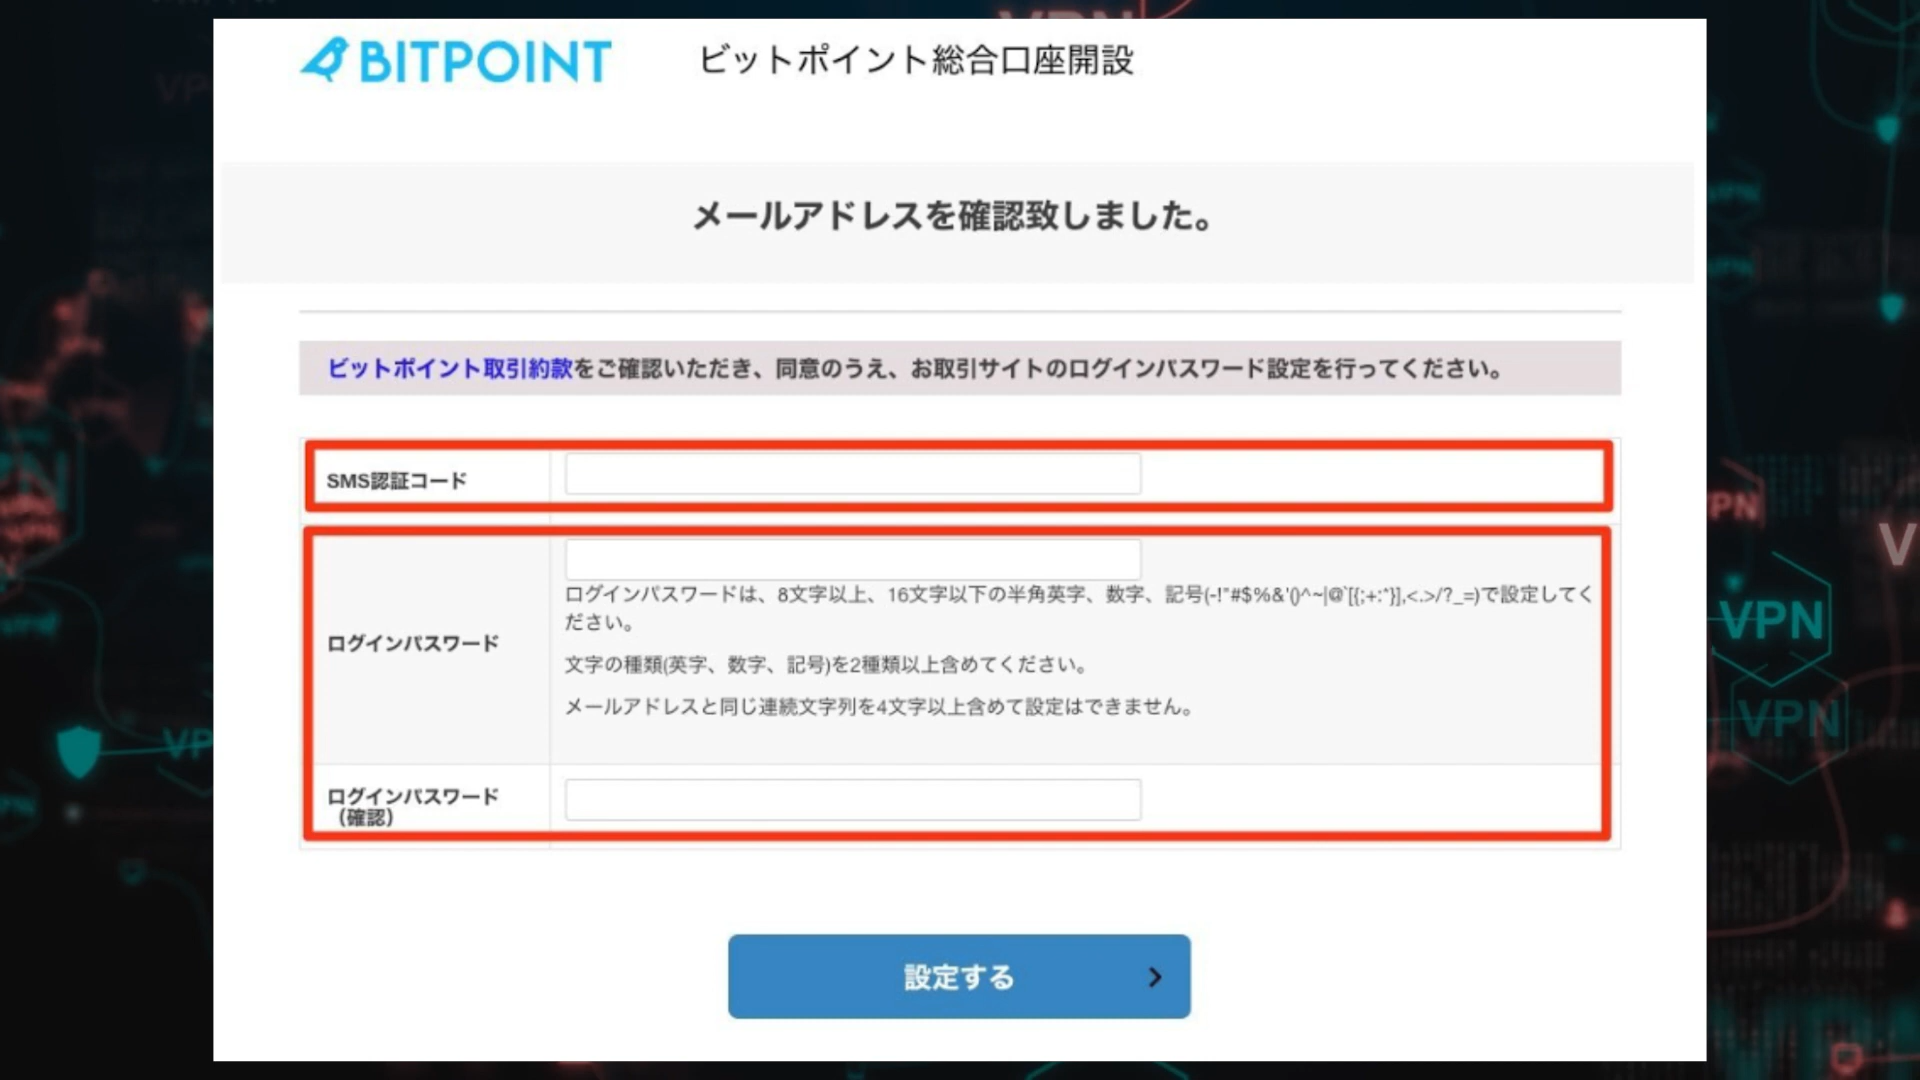 BITPOINT
ビットポイント総合口座開設
メールアドレスを確認致しました。
ビットポイント取引約款をご確認いただき、同意のうえ、お取引サイトのログインパスワード設定を行ってください。
SMS認証コード
ログインパスワードは、8文字以上、16文字以下の半角英字、数字、記号(-!"#$%&'()^~|@`[{;+:*}],<.>/?_=)で設定してく
ださい。
ログインパスワード
文字の種類(英字、数字、記号)を2種類以上含めてください。
メールアドレスと同じ連続文字列を4文字以上含めて設定はできません。
ログインパスワード
（確認）
設定する
VPN
VPN